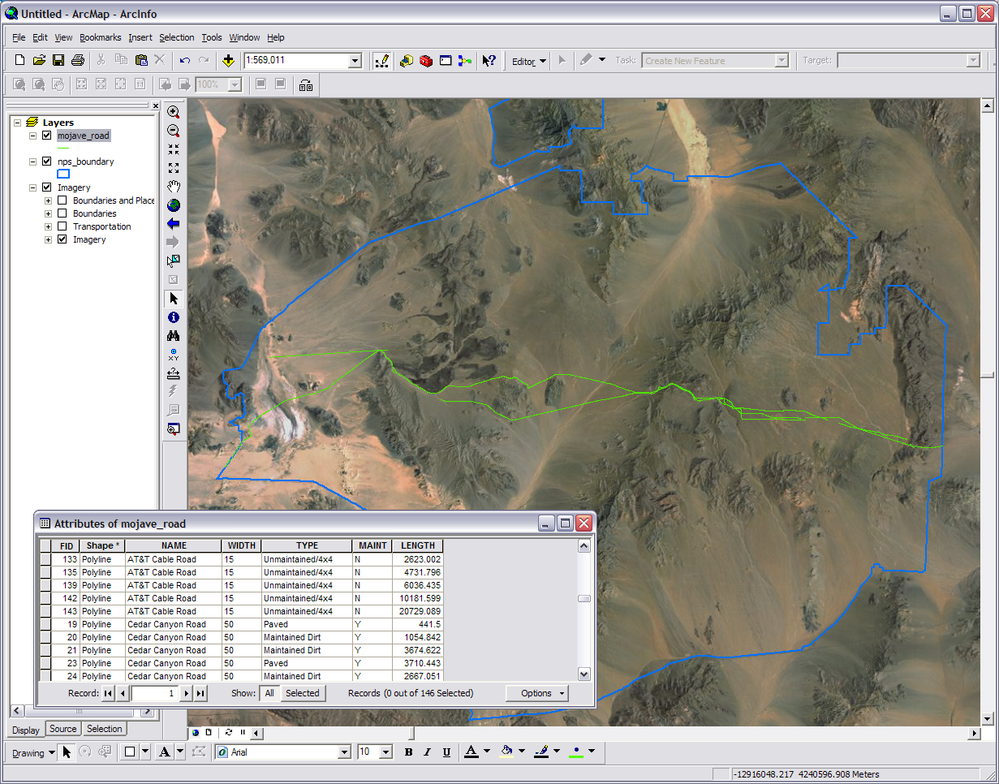 Untitled - ArcMap - ArcInfo
File Edit View Bookmarks Insert Selection Tools Window Help
1:569,011 Editor Task: Create New Feature Target:
100% 1:1
Layers
mojave_road
nps_boundary
Imagery
Boundaries and Place
Boundaries
Transportation
Imagery
XY
Attributes of mojave_road
FID Shape * NAME WIDTH TYPE MAINT LENGTH
133 Polyline AT&T Cable Road 15 Unmaintained/4x4 N 2623.002
135 Polyline AT&T Cable Road 15 Unmaintained/4x4 N 4731.796
139 Polyline AT&T Cable Road 15 Unmaintained/4x4 N 6036.435
142 Polyline AT&T Cable Road 15 Unmaintained/4x4 N 10181.599
143 Polyline AT&T Cable Road 15 Unmaintained/4x4 N 20729.089
19 Polyline Cedar Canyon Road 50 Paved Y 441.5
20 Polyline Cedar Canyon Road 50 Maintained Dirt Y 1054.842
21 Polyline Cedar Canyon Road 50 Maintained Dirt Y 3674.622
23 Polyline Cedar Canyon Road 50 Paved Y 3710.443
24 Polyline Cedar Canyon Road 50 Maintained Dirt Y 2667.051
Record: 1 Show: All Selected Records (0 out of 146 Selected) Options
Display Source Selection
Drawing A Arial 10 B I U A
-12916048.217 4240596.908 Meters